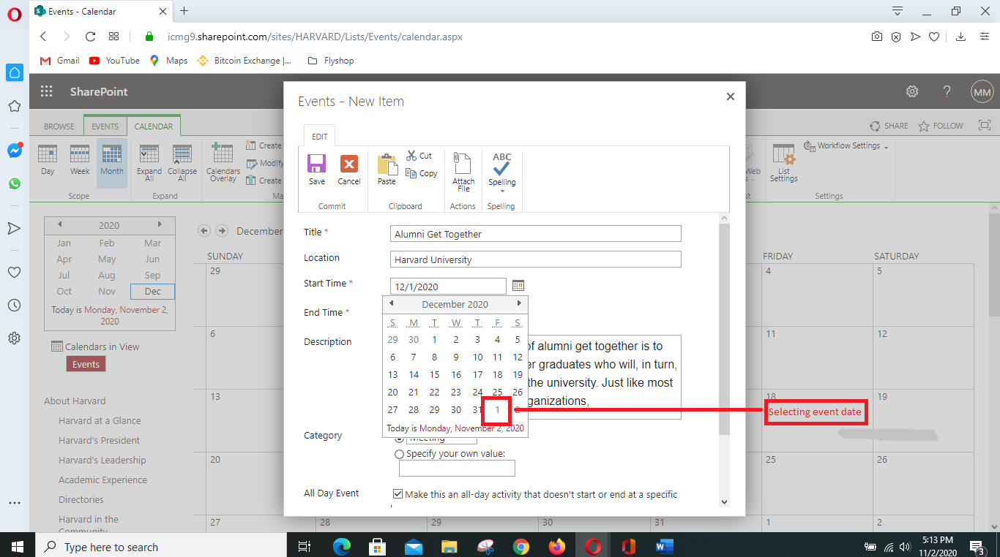 Events - Calendar
icmg9.sharepoint.com/sites/HARVARD/Lists/Events/calendar.aspx
Gmail YouTube Maps Bitcoin Exchange |... Flyshop
SharePoint
? MM
BROWSE EVENTS CALENDAR
SHARE FOLLOW
Day Week Month
Scope
Expand All
Collapse All
Expand
Calendars Overlay
Create
Modify
Create
Ma
Web
st
List Settings
Workflow Settings
Settings
2020
Jan Feb Mar
Apr May Jun
Jul Aug Sep
Oct Nov Dec
Today is Monday, November 2,
2020
Calendars in View
Events
About Harvard
Harvard at a Glance
Harvard's President
Harvard's Leadership
Academic Experience
Directories
Harvard in the
Community
December
SUNDAY FRIDAY SATURDAY
29 4 5
6 11 12
13 18 19
20 25 26
27 28 29 30 31 1 2
Events - New Item
EDIT
Save Cancel
Commit
Paste
Cut
Copy
Clipboard
Attach
File
Actions
ABC
Spelling
Spelling
Title *
Alumni Get Together
Location
Harvard University
Start Time *
12/1/2020
End Time *
December 2020
S M T W T F S
29 30 1 2 3 4 5
6 7 8 9 10 11 12
13 14 15 16 17 18 19
20 21 22 23 24 25 26
27 28 29 30 31 1 2
Today is Monday, November 2, 2020
Description
of alumni get together is to
er graduates who will, in turn,
the university. Just like most
ganizations,
Category
Meeting
Specify your own value:
All Day Event
Make this an all-day activity that doesn't start or end at a specific
Selecting event date
Type here to search
5:13 PM
11/2/2020
3